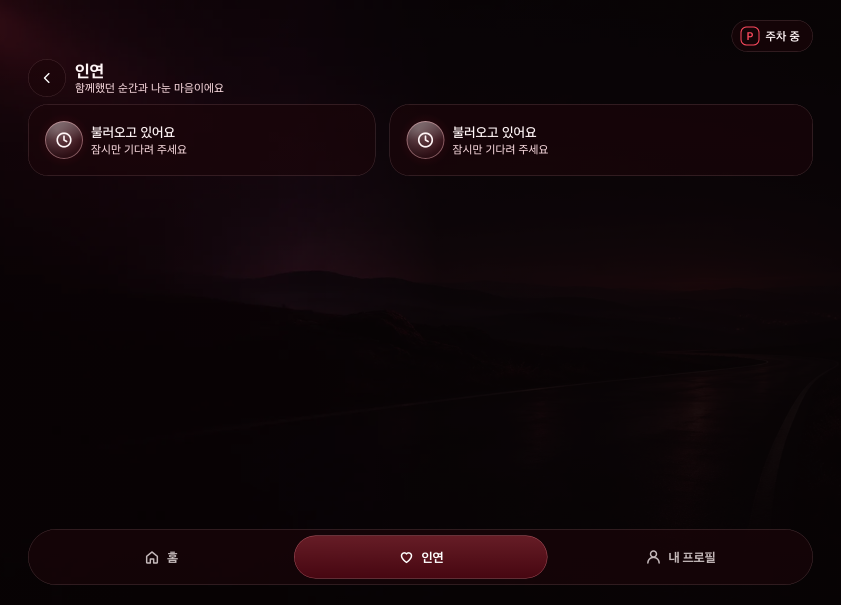 P 주차 중
인연
함께했던 순간과 나눈 마음이에요
불러오고 있어요
잠시만 기다려 주세요
불러오고 있어요
잠시만 기다려 주세요
홈
인연
내 프로필